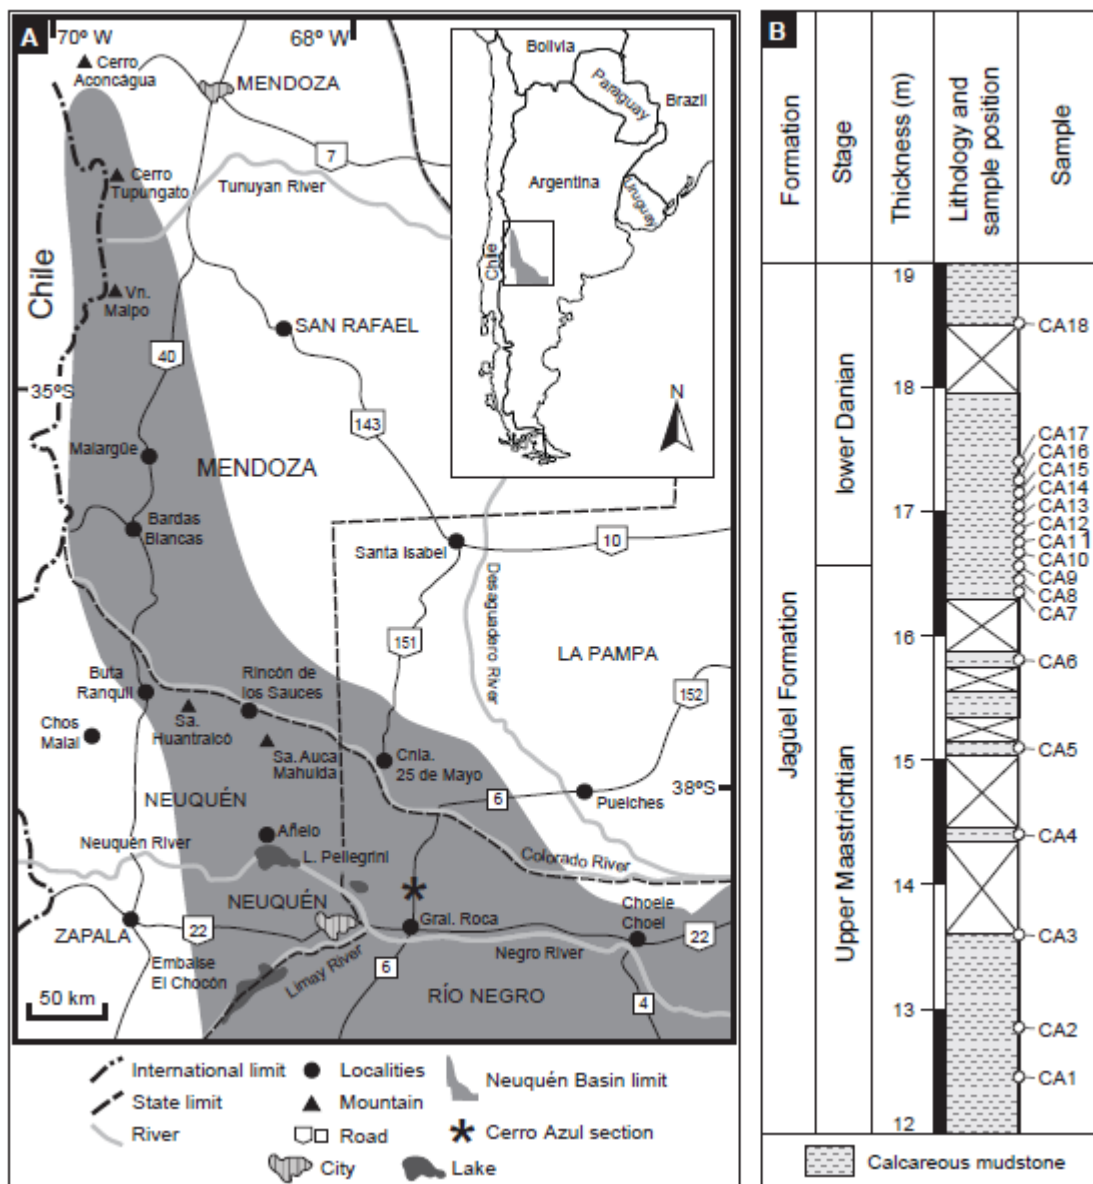 A
70º W
68º W
Cerro
Aconcágua
MENDOZA
7
Cerro
Tupungato
Tunuyan River
Chile
Vn.
Maipo
SAN RAFAEL
40
35ºS
143
Malargüe
MENDOZA
Bardas
Blancas
Santa Isabel
10
Desaguadero River
151
LA PAMPA
152
Buta
Ranquil
Rincón de
los Sauces
Chos
Malal
Sa.
Huantraicó
Sa. Auca
Mahuida
Cnia.
25 de Mayo
6
Puelches
38ºS
NEUQUÉN
Neuquén River
Añelo
L. Pellegrini
Colorado River
NEUQUÉN
Gral. Roca
Choele
Choel
ZAPALA
22
22
Embalse
El Chocón
Limay River
6
Negro River
RÍO NEGRO
4
50 km
Bolivia
Paraguay
Brazil
Argentina
Uruguay
Chile
N
International limit
State limit
River
Localities
Mountain
Road
City
Lake
Neuquén Basin limit
Cerro Azul section
B
Formation
Stage
Thickness (m)
Lithology and
sample position
Sample
Jagüel Formation
lower Danian
Upper Maastrichtian
19
18
17
16
15
14
13
12
CA18
CA17
CA16
CA15
CA14
CA13
CA12
CA11
CA10
CA9
CA8
CA7
CA6
CA5
CA4
CA3
CA2
CA1
Calcareous mudstone